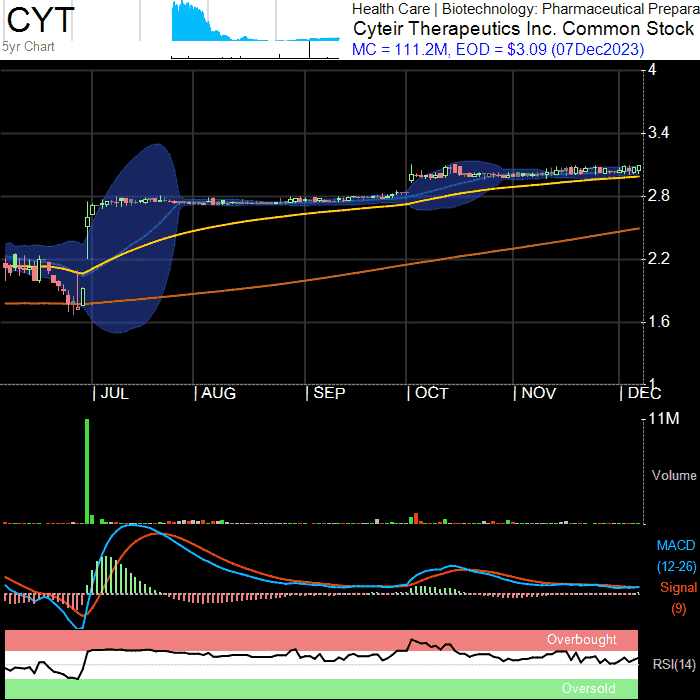 CYT
5yr Chart
Health Care | Biotechnology: Pharmaceutical Prepara
Cyteir Therapeutics Inc. Common Stock
MC = 111.2M, EOD = $3.09 (07Dec2023)
4
3.4
2.8
2.2
1.6
1
| JUL | AUG | SEP | OCT | NOV | DEC
11M
Volume
MACD
(12-26)
Signal
(9)
Overbought
RSI(14)
Oversold